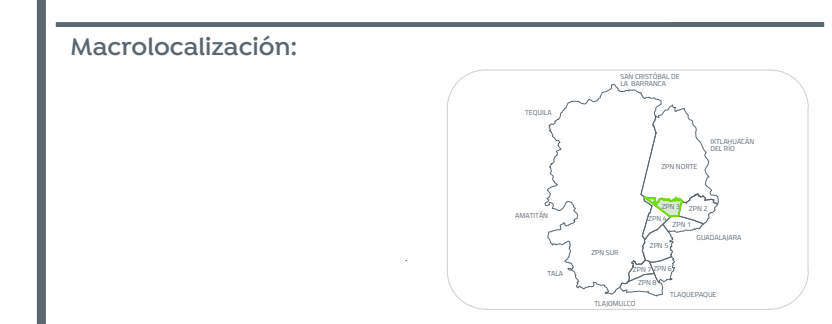 Macrolocalización:
SAN CRISTÓBAL DE
LA BARRANCA
TEQUILA
IXTLAHUACÁN
DEL RÍO
ZPN NORTE
ZPN 3
ZPN 2
AMATITÁN
ZPN 4
ZPN 1
GUADALAJARA
ZPN 5
ZPN SUR
TALA
ZPN 7
ZPN 6
ZPN 8
TLAQUEPAQUE
TLAJOMULCO